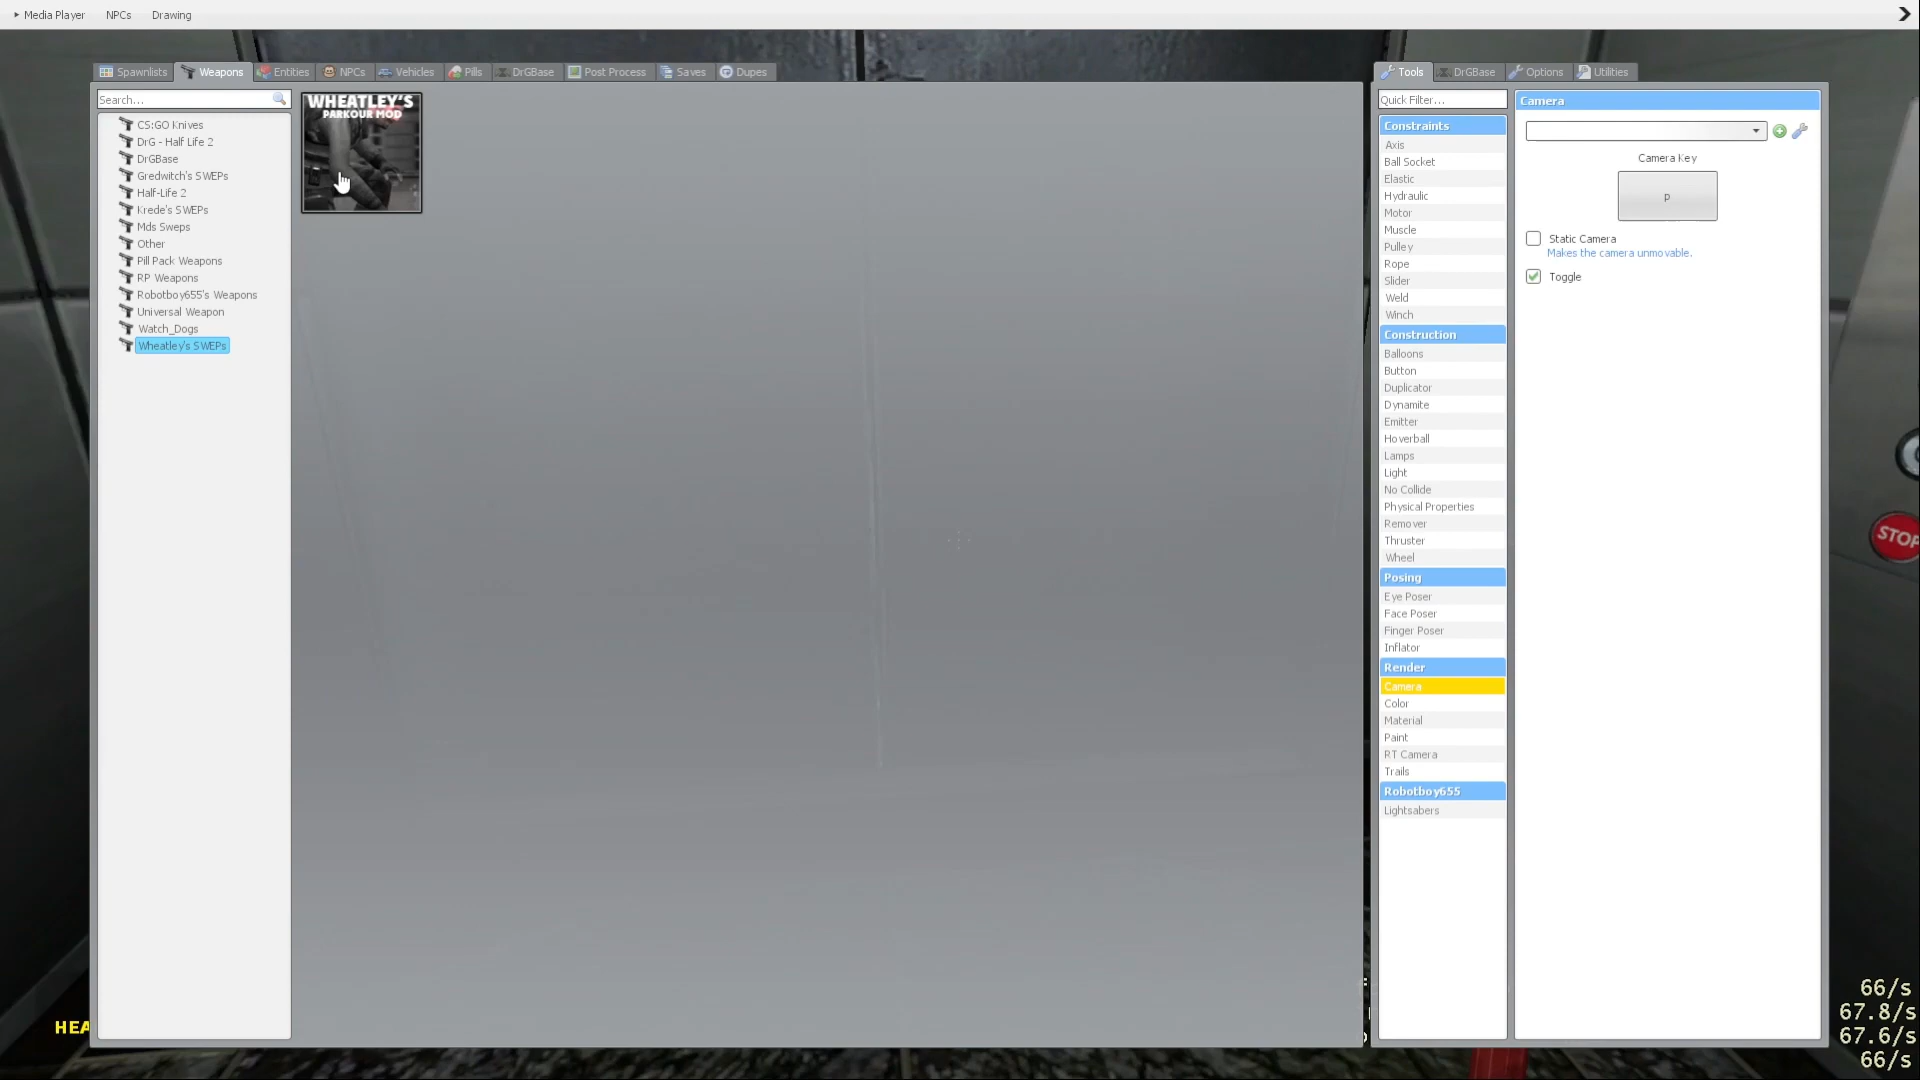 Media Player NPCs Drawing
Spawnlists Weapons Entities NPCs Vehicles Pills DrGBase Post Process Saves Dupes
Search...
CS:GO Knives
DrG - Half Life 2
DrGBase
Gredwitch's SWEPs
Half-Life 2
Krede's SWEPs
Mds Sweps
Other
Pill Pack Weapons
RP Weapons
Robotboy655's Weapons
Universal Weapon
Watch_Dogs
Wheatley's SWEPs
WHEATLEY'S
PARKOUR MOD
Tools DrGBase Options Utilities
Quick Filter...
Constraints
Axis
Ball Socket
Elastic
Hydraulic
Motor
Muscle
Pulley
Rope
Slider
Weld
Winch
Construction
Balloons
Button
Duplicator
Dynamite
Emitter
Hoverball
Lamps
Light
No Collide
Physical Properties
Remover
Thruster
Wheel
Posing
Eye Poser
Face Poser
Finger Poser
Inflator
Render
Camera
Color
Material
Paint
RT Camera
Trails
Robotboy655
Lightsabers
Camera
Camera Key
p
Static Camera
Makes the camera unmovable.
Toggle
STOP
HEA
66/s
67.8/s
67.6/s
66/s